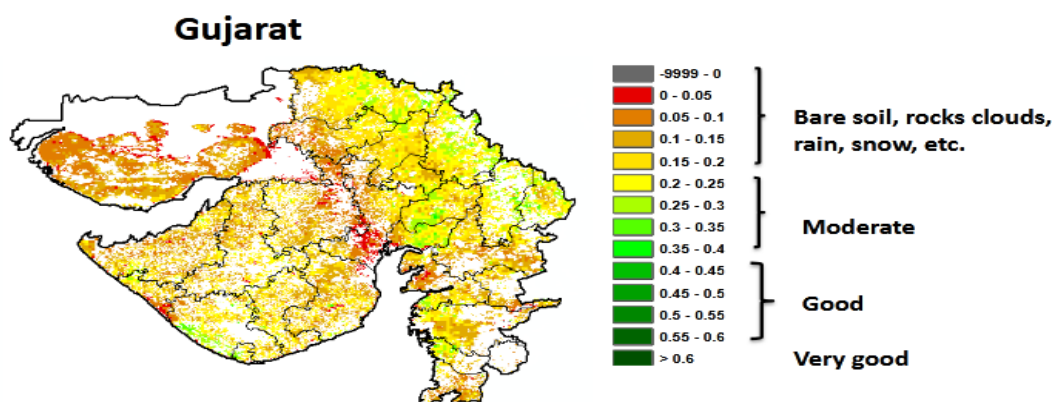 Gujarat
-9999 - 0
0 - 0.05
0.05 - 0.1
0.1 - 0.15
0.15 - 0.2
0.2 - 0.25
0.25 - 0.3
0.3 - 0.35
0.35 - 0.4
0.4 - 0.45
0.45 - 0.5
0.5 - 0.55
0.55 - 0.6
> 0.6
Bare soil, rocks clouds,
rain, snow, etc.
Moderate
Good
Very good